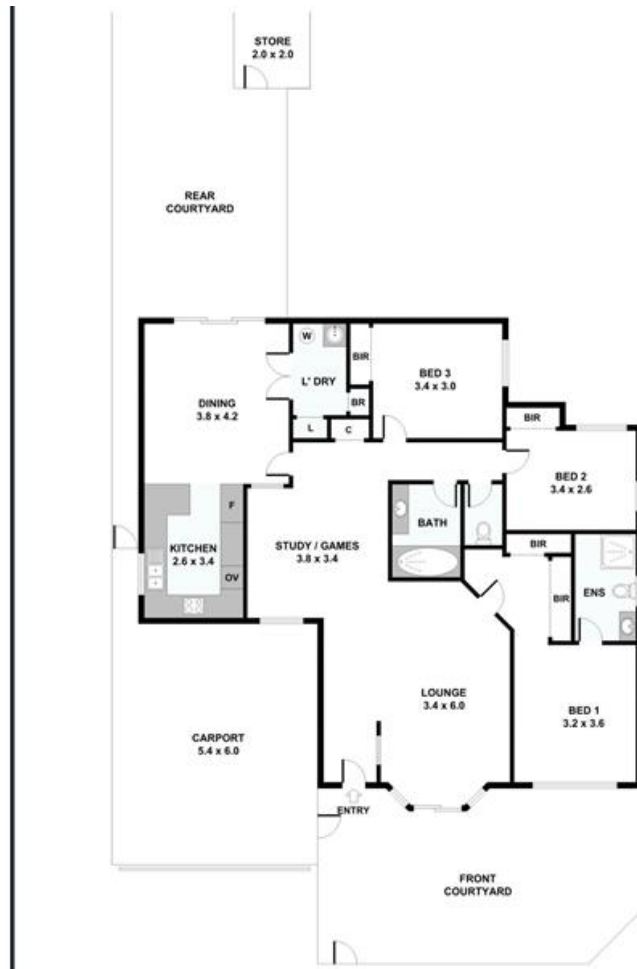 STORE
2.0 x 2.0
REAR
COURTYARD
W
L' DRY
BIR
BED 3
3.4 x 3.0
DINING
3.8 x 4.2
BR
L
C
BIR
BED 2
3.4 x 2.6
F
BATH
KITCHEN
2.6 x 3.4
STUDY / GAMES
3.8 x 3.4
OV
BIR
BIR
ENS
LOUNGE
3.4 x 6.0
BED 1
3.2 x 3.6
CARPORT
5.4 x 6.0
ENTRY
FRONT
COURTYARD